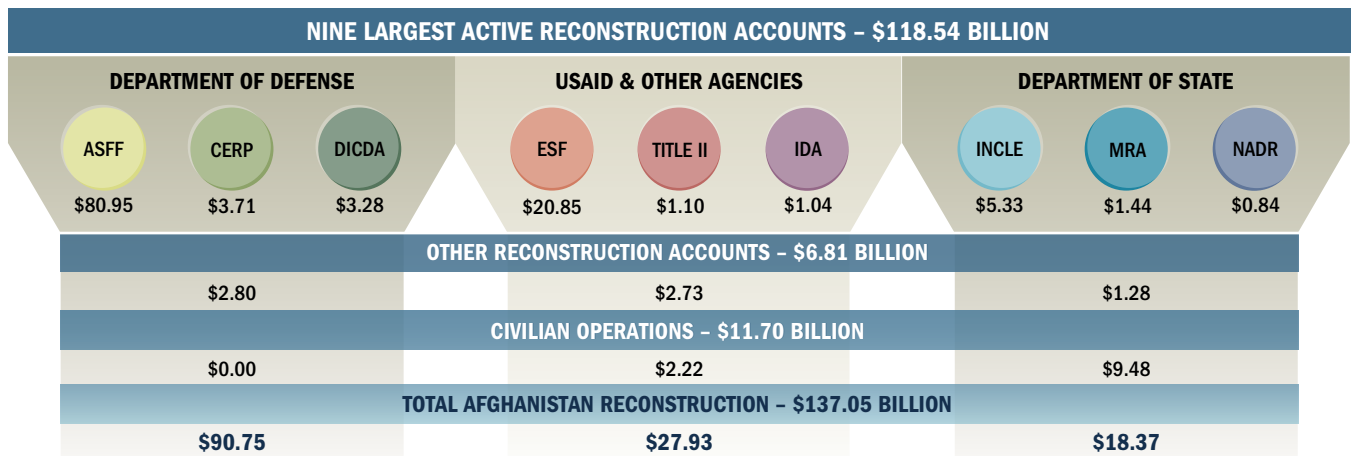 NINE LARGEST ACTIVE RECONSTRUCTION ACCOUNTS – $118.54 BILLION
DEPARTMENT OF DEFENSE
USAID & OTHER AGENCIES
DEPARTMENT OF STATE
ASFF CERP DICDA ESF TITLE II IDA INCLE MRA NADR
$80.95 $3.71 $3.28 $20.85 $1.10 $1.04 $5.33 $1.44 $0.84
OTHER RECONSTRUCTION ACCOUNTS – $6.81 BILLION
$2.80 $2.73 $1.28
CIVILIAN OPERATIONS – $11.70 BILLION
$0.00 $2.22 $9.48
TOTAL AFGHANISTAN RECONSTRUCTION – $137.05 BILLION
$90.75 $27.93 $18.37